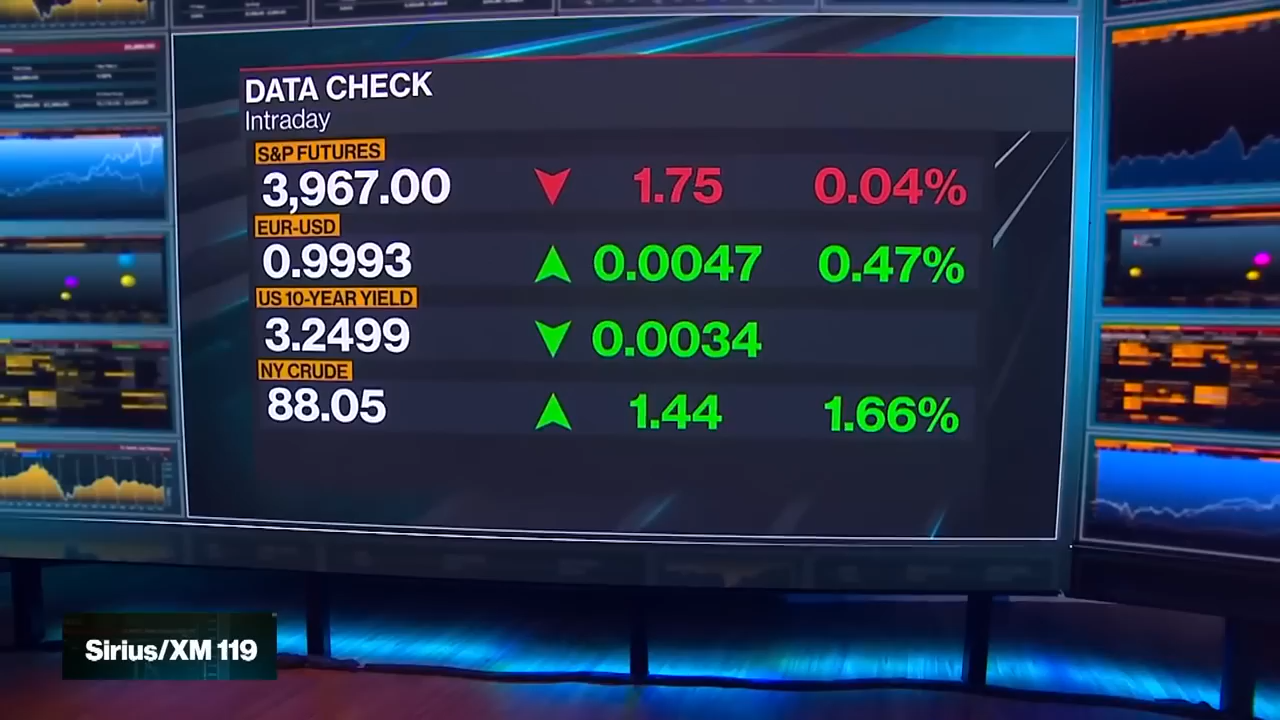 DATA CHECK
Intraday
S&P FUTURES
3,967.00 1.75 0.04%
EUR-USD
0.9993 0.0047 0.47%
US 10-YEAR YIELD
3.2499 0.0034
NY CRUDE
88.05 1.44 1.66%
Sirius/XM 119